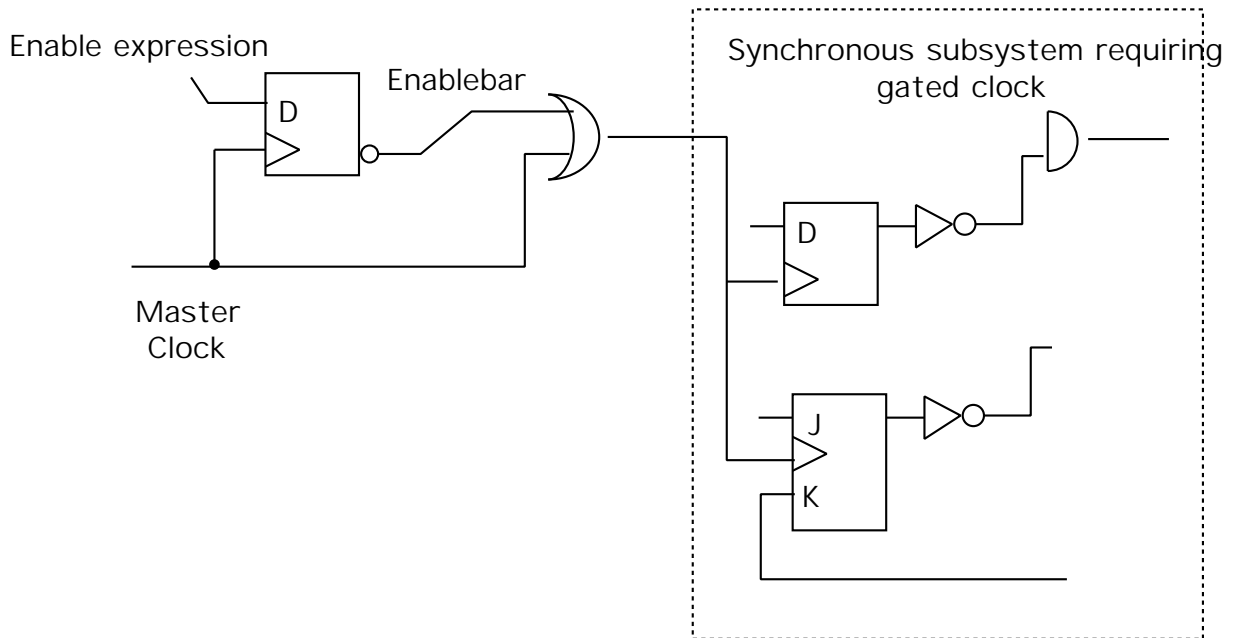 Enable expression
Synchronous subsystem requiring
gated clock
Enablebar
D
D
Master
Clock
J
K